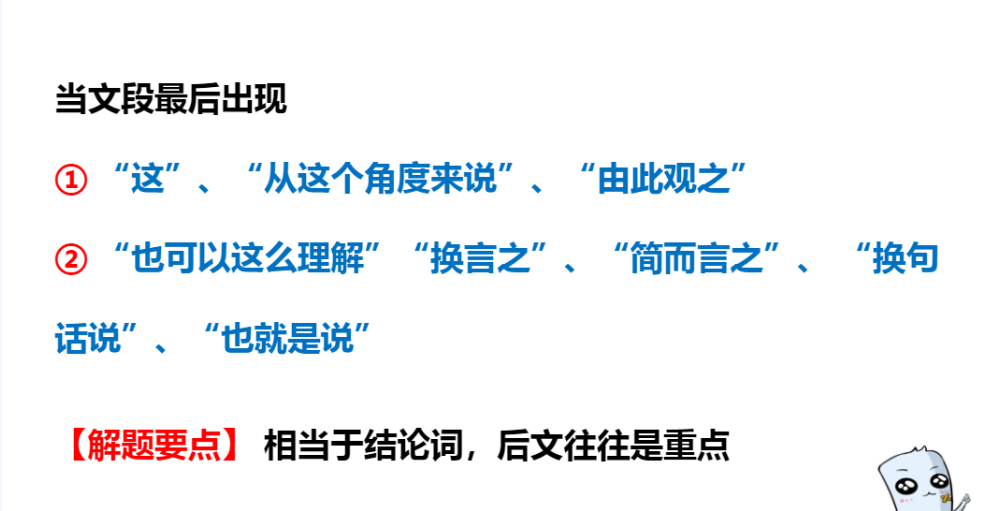 当文段最后出现
① “这”、“从这个角度来说”、“由此观之”
② “也可以这么理解”“换言之”、“简而言之”、“换句
话说”、“也就是说”
【解题要点】 相当于结论词，后文往往是重点